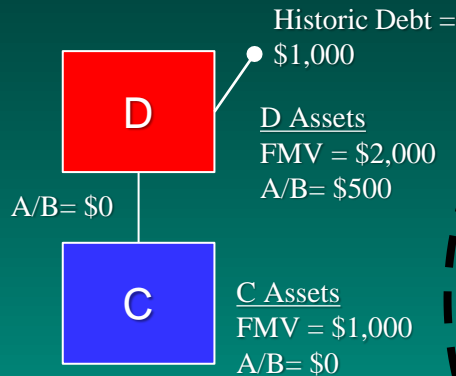 Historic Debt =
$1,000
D
D Assets
FMV = $2,000
A/B= $500
A/B= $0
C
C Assets
FMV = $1,000
A/B= $0